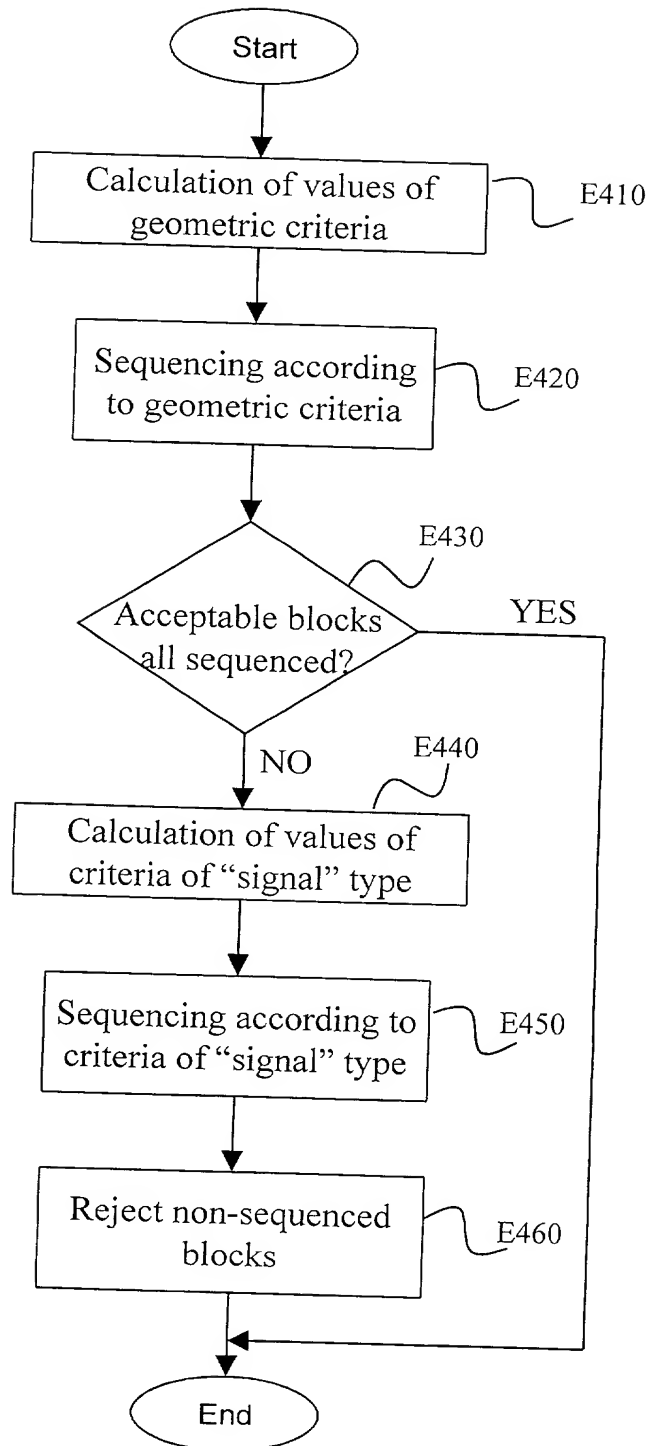 Start
Calculation of values of
geometric criteria
E410
Sequencing according
to geometric criteria
E420
E430
Acceptable blocks
all sequenced?
YES
NO
E440
Calculation of values of
criteria of “signal” type
Sequencing according to
criteria of “signal” type
E450
Reject non-sequenced
blocks
E460
End